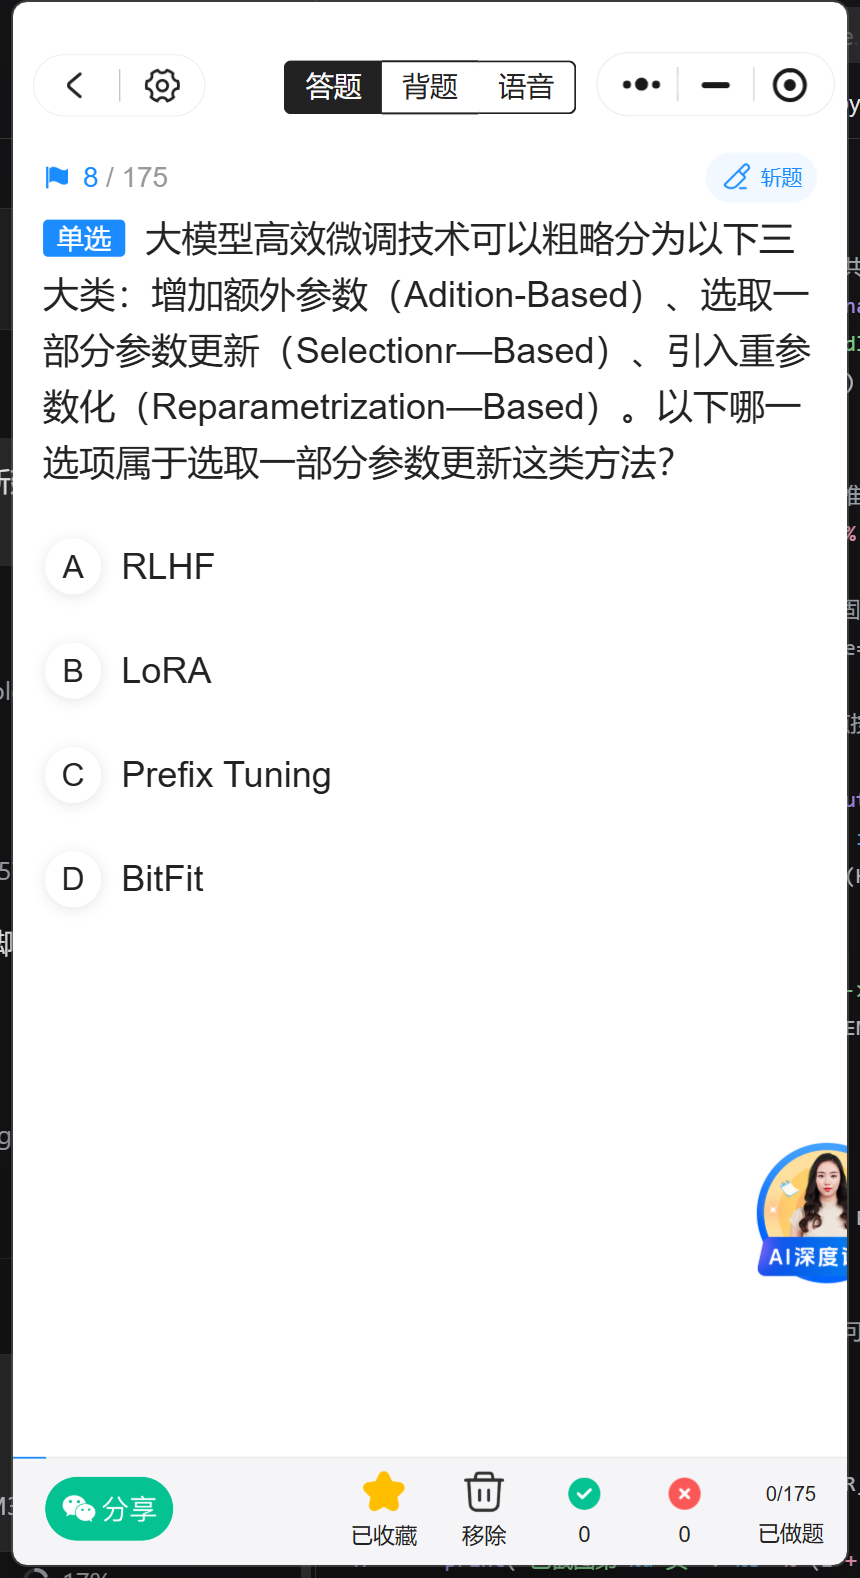 答题 背题 语音
8 / 175
斩题
单选 大模型高效微调技术可以粗略分为以下三
大类：增加额外参数（Adition-Based）、选取一
部分参数更新（Selectionr—Based）、引入重参
数化（Reparametrization—Based）。以下哪一
选项属于选取一部分参数更新这类方法？
A RLHF
B LoRA
C Prefix Tuning
D BitFit
AI深度
分享
已收藏
移除
0
0
0/175
已做题
17%